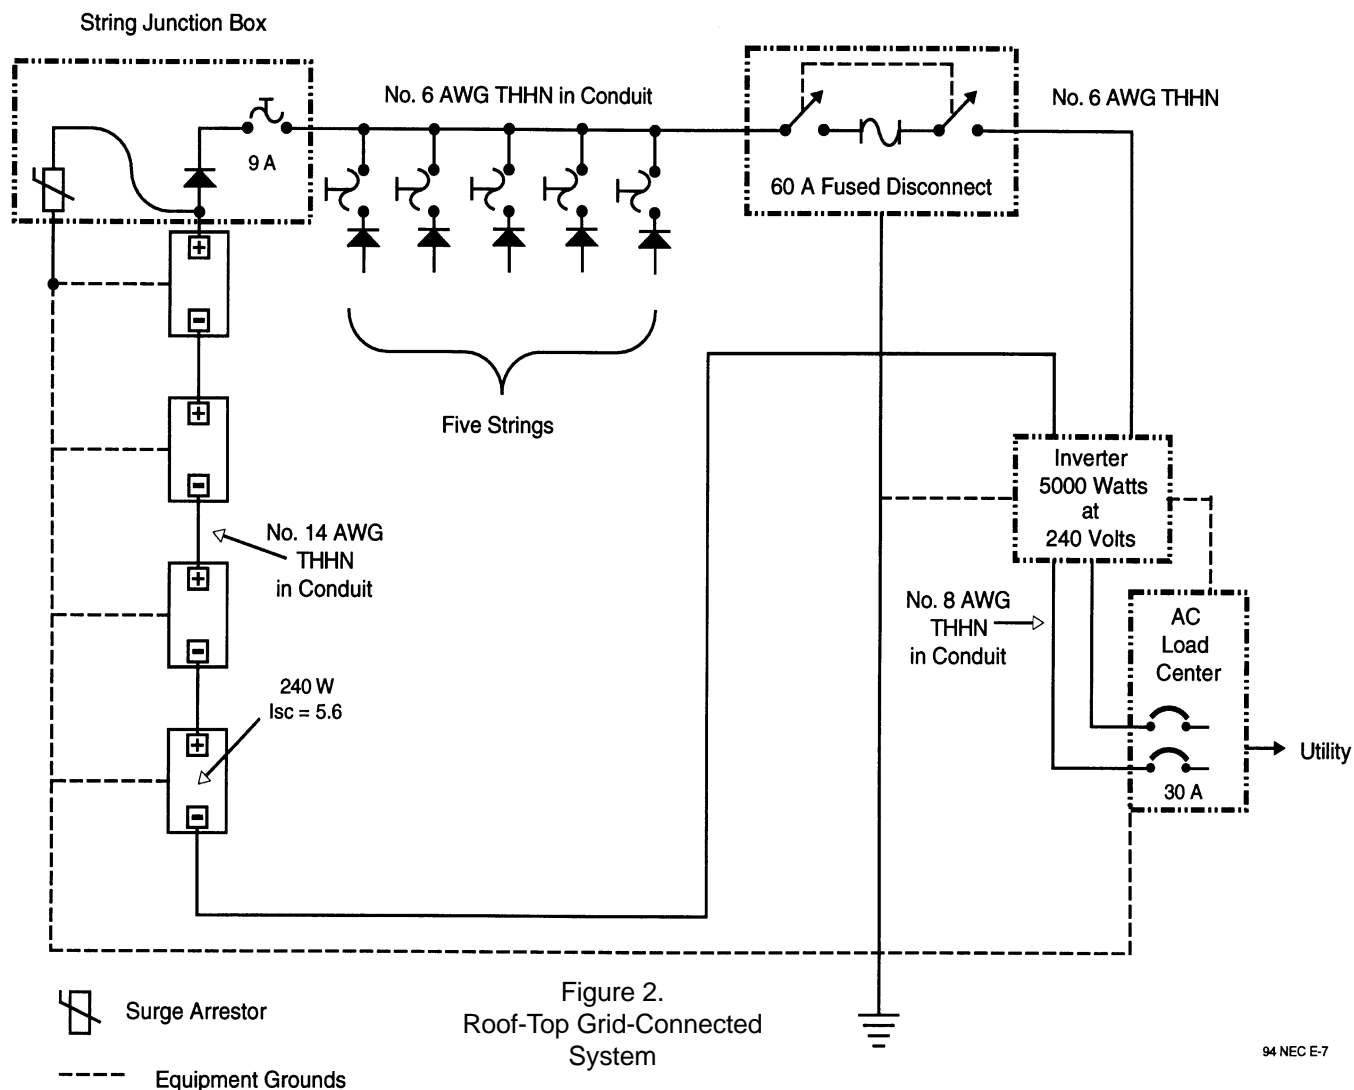 String Junction Box
No. 6 AWG THHN in Conduit
No. 6 AWG THHN
9 A
60 A Fused Disconnect
+
-
Five Strings
+
-
Inverter
5000 Watts
at
240 Volts
No. 14 AWG
THHN
in Conduit
+
-
No. 8 AWG
THHN
in Conduit
AC
Load
Center
240 W
Isc = 5.6
+
-
Utility
30 A
Surge Arrestor
Equipment Grounds
Figure 2.
Roof-Top Grid-Connected
System
94 NEC E-7